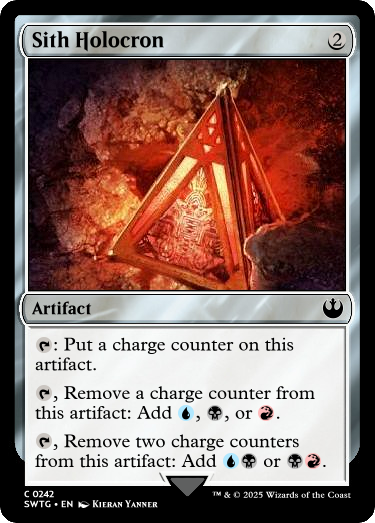 Sith Holocron 2
Artifact
: Put a charge counter on this
artifact.
, Remove a charge counter from
this artifact: Add , , or .
, Remove two charge counters
from this artifact: Add or .
C 0242
SWTG • EN Kieran Yanner
™ & © 2025 Wizards of the Coast